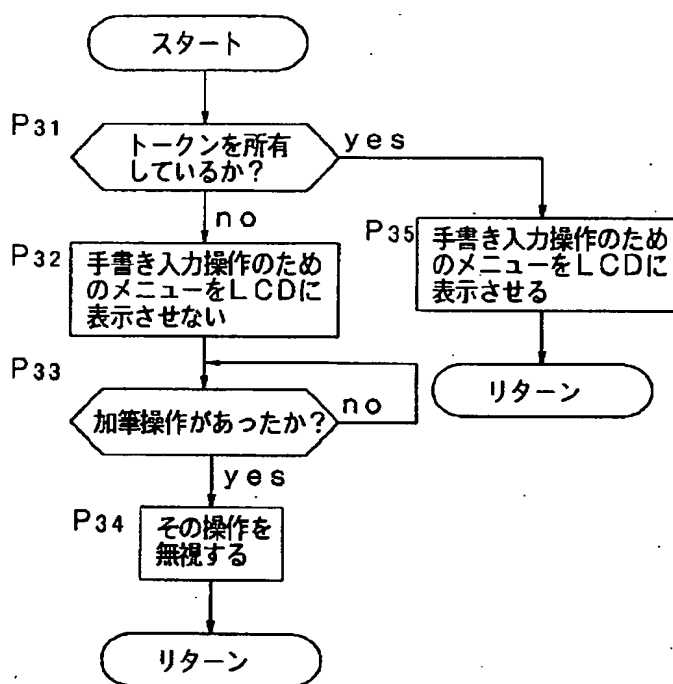 スタート
P31
トークンを所有
しているか？
yes
no
P32
手書き入力操作のため
のメニューをLCDに
表示させない
P35
手書き入力操作のため
のメニューをLCDに
表示させる
リターン
P33
加筆操作があったか？
no
yes
P34
その操作を
無視する
リターン